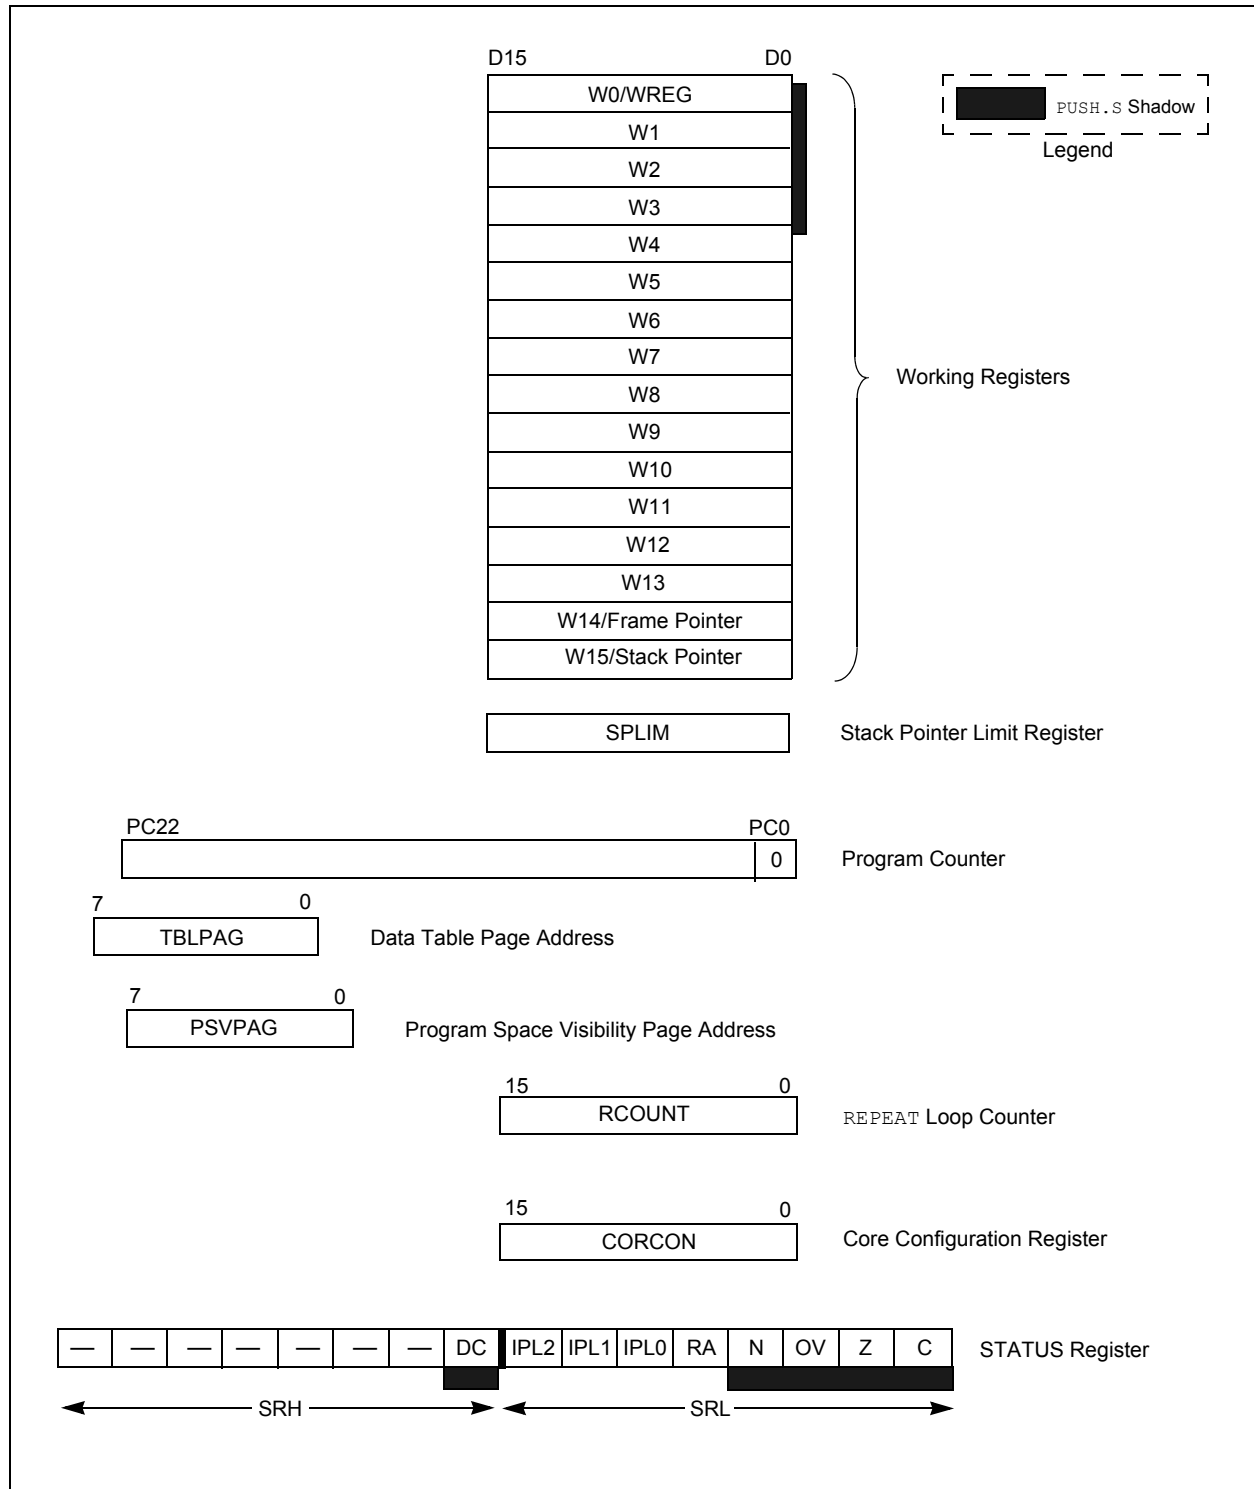 D15 D0
PUSH.S Shadow
Legend
W0/WREG
W1
W2
W3
W4
W5
W6
W7
W8
W9
W10
W11
W12
W13
W14/Frame Pointer
W15/Stack Pointer
Working Registers
SPLIM Stack Pointer Limit Register
PC22 PC0
0 Program Counter
7 0
TBLPAG Data Table Page Address
7 0
PSVPAG Program Space Visibility Page Address
15 0
RCOUNT REPEAT Loop Counter
15 0
CORCON Core Configuration Register
— — — — — — — DC IPL2 IPL1 IPL0 RA N OV Z C STATUS Register
SRH SRL